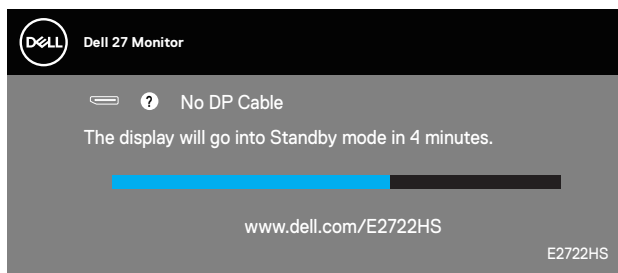 DELL
Dell 27 Monitor
? No DP Cable
The display will go into Standby mode in 4 minutes.
www.dell.com/E2722HS
E2722HS